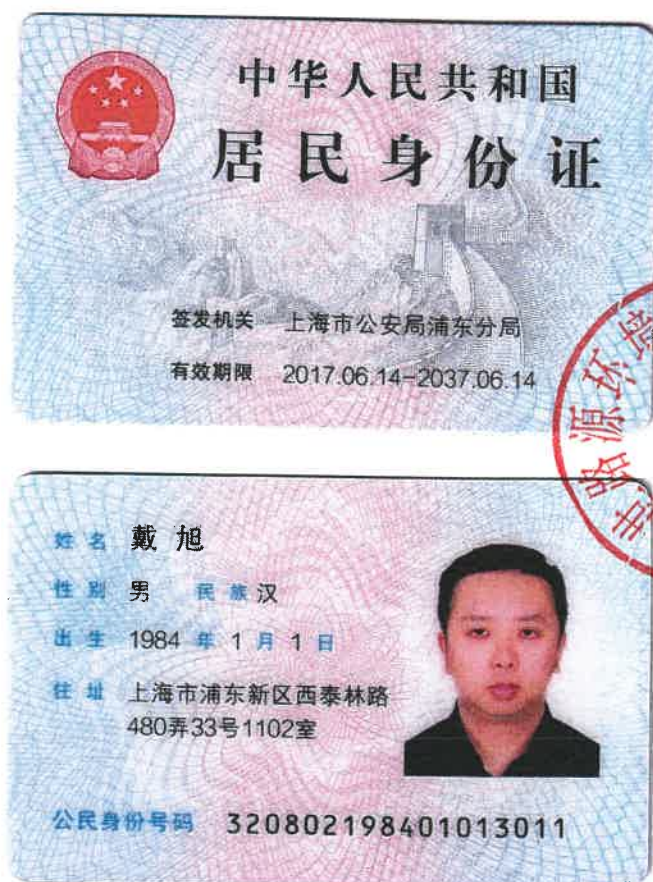 中华人民共和国
居民身份证
签发机关 上海市公安局浦东分局
有效期限 2017.06.14-2037.06.14
路源环
姓名 戴旭
性别 男 民族 汉
出生 1984 年 1 月 1 日
住址 上海市浦东新区西泰林路
480弄33号1102室
公民身份号码 320802198401013011